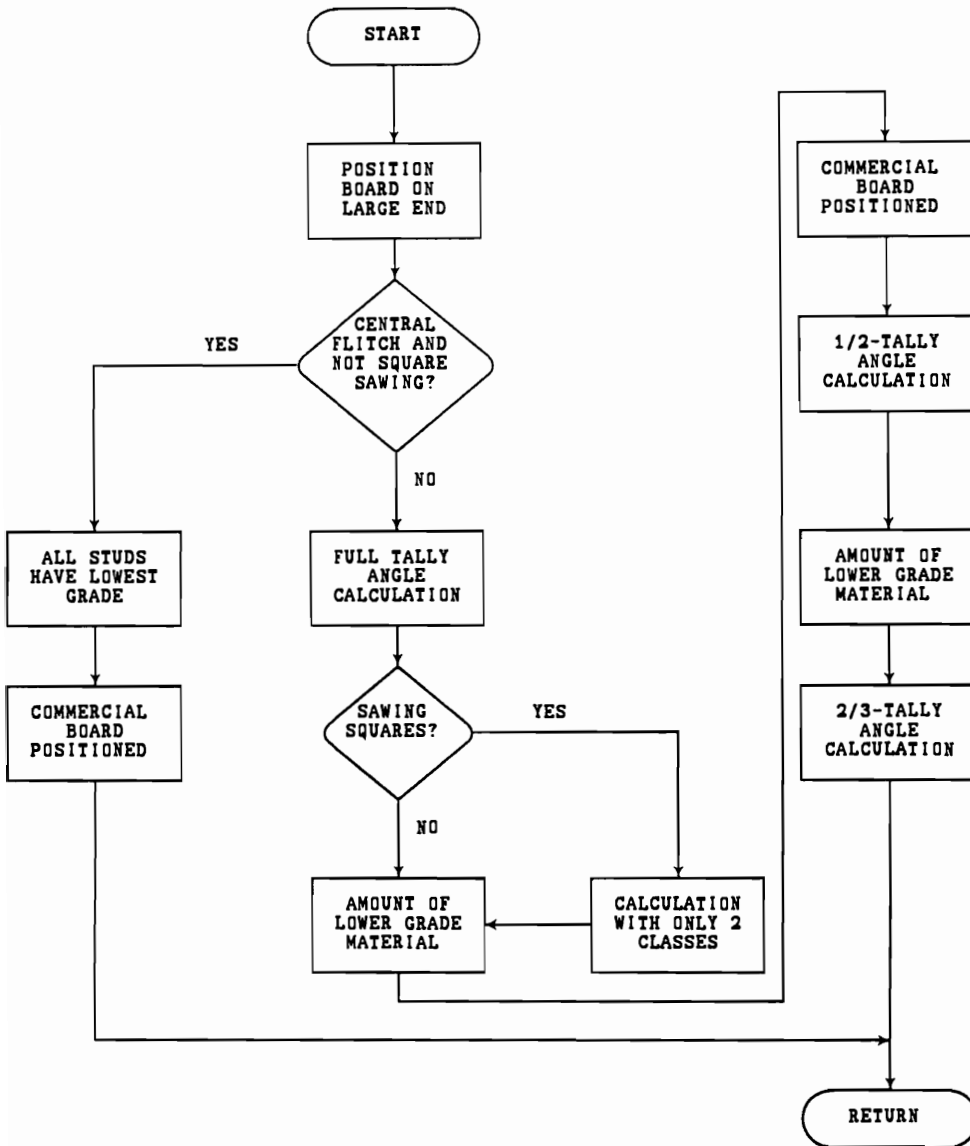 START
POSITION
BOARD ON
LARGE END
CENTRAL
FLITCH AND
NOT SQUARE
SAWING?
YES
NO
ALL STUDS
HAVE LOWEST
GRADE
COMMERCIAL
BOARD
POSITIONED
FULL TALLY
ANGLE
CALCULATION
SAWING
SQUARES?
YES
NO
AMOUNT OF
LOWER GRADE
MATERIAL
CALCULATION
WITH ONLY 2
CLASSES
COMMERCIAL
BOARD
POSITIONED
1/2-TALLY
ANGLE
CALCULATION
AMOUNT OF
LOWER GRADE
MATERIAL
2/3-TALLY
ANGLE
CALCULATION
RETURN